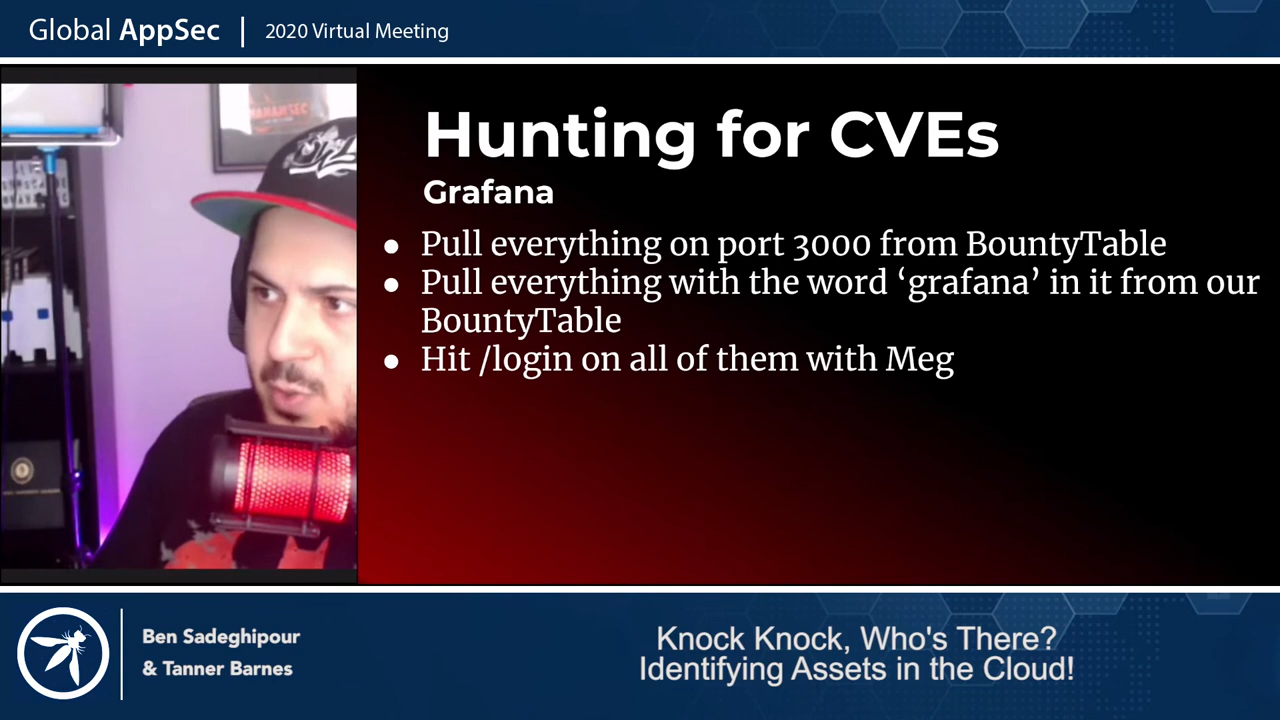 Global AppSec | 2020 Virtual Meeting
Hunting for CVEs
Grafana
● Pull everything on port 3000 from BountyTable
● Pull everything with the word ‘grafana’ in it from our
BountyTable
● Hit /login on all of them with Meg
Ben Sadeghipour
& Tanner Barnes
Knock Knock, Who's There?
Identifying Assets in the Cloud!